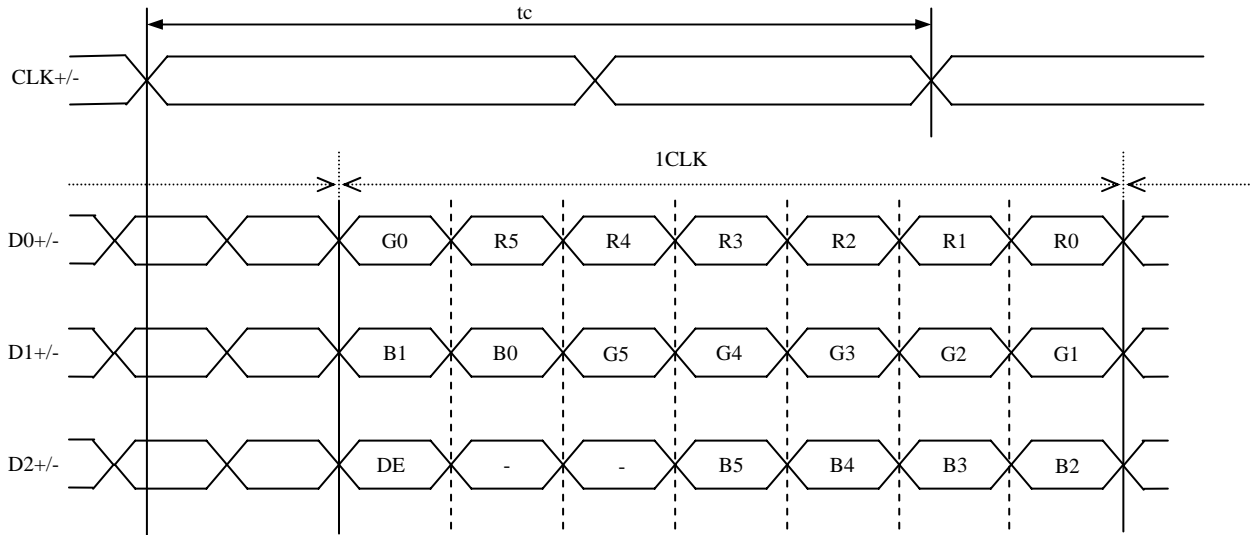 tc
CLK+/-
1CLK
D0+/- G0 R5 R4 R3 R2 R1 R0
D1+/- B1 B0 G5 G4 G3 G2 G1
D2+/- DE - - B5 B4 B3 B2